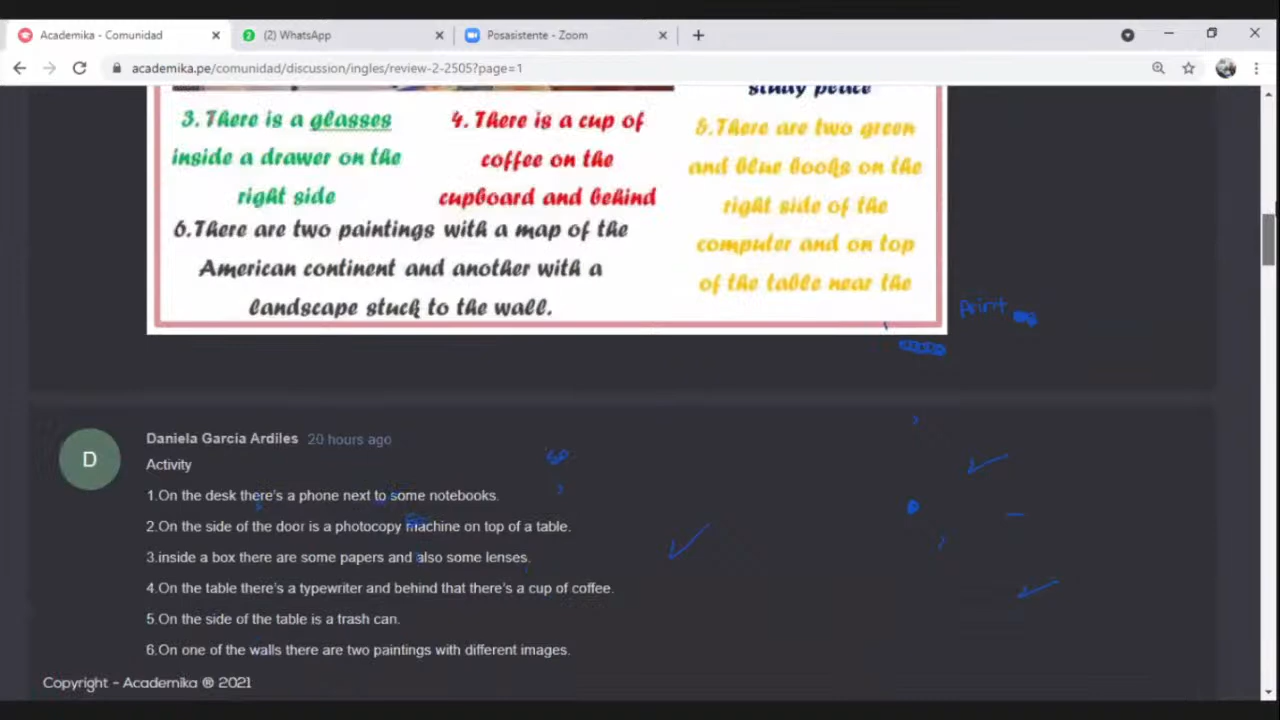 Academika - Comunidad
(2) WhatsApp
Posasistente - Zoom
academika.pe/comunidad/discussion/ingles/review-2-2505?page=1
study peace
3. There is a glasses
inside a drawer on the
right side
4. There is a cup of
coffee on the
cupboard and behind
5.There are two green
and blue books on the
right side of the
computer and on top
of the table near the
6.There are two paintings with a map of the
American continent and another with a
landscape stuck to the wall.
Daniela Garcia Ardiles 20 hours ago
D
Activity
1.On the desk there's a phone next to some notebooks.
2.On the side of the door is a photocopy machine on top of a table.
3.inside a box there are some papers and also some lenses.
4.On the table there's a typewriter and behind that there's a cup of coffee.
5.On the side of the table is a trash can.
6.On one of the walls there are two paintings with different images.
Copyright - Academika ® 2021